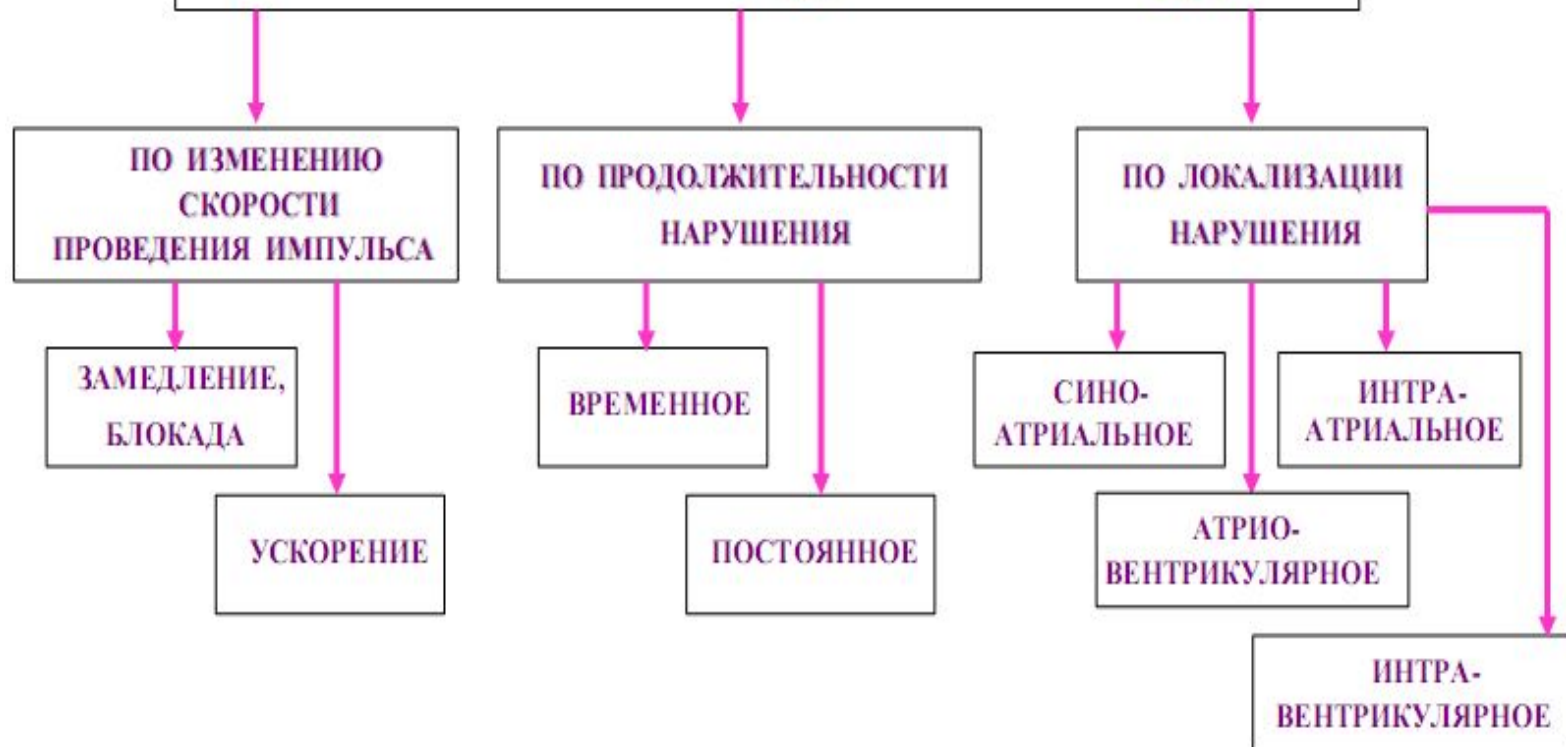 ПО ИЗМЕНЕНИЮ
СКОРОСТИ
ПРОВЕДЕНИЯ ИМПУЛЬСА
ПО ПРОДОЛЖИТЕЛЬНОСТИ
НАРУШЕНИЯ
ПО ЛОКАЛИЗАЦИИ
НАРУШЕНИЯ
ЗАМЕДЛЕНИЕ,
БЛОКАДА
УСКОРЕНИЕ
ВРЕМЕННОЕ
ПОСТОЯННОЕ
СИНО-
АТРИАЛЬНОЕ
ИНТРА-
АТРИАЛЬНОЕ
АТРИО-
ВЕНТРИКУЛЯРНОЕ
ИНТРА-
ВЕНТРИКУЛЯРНОЕ